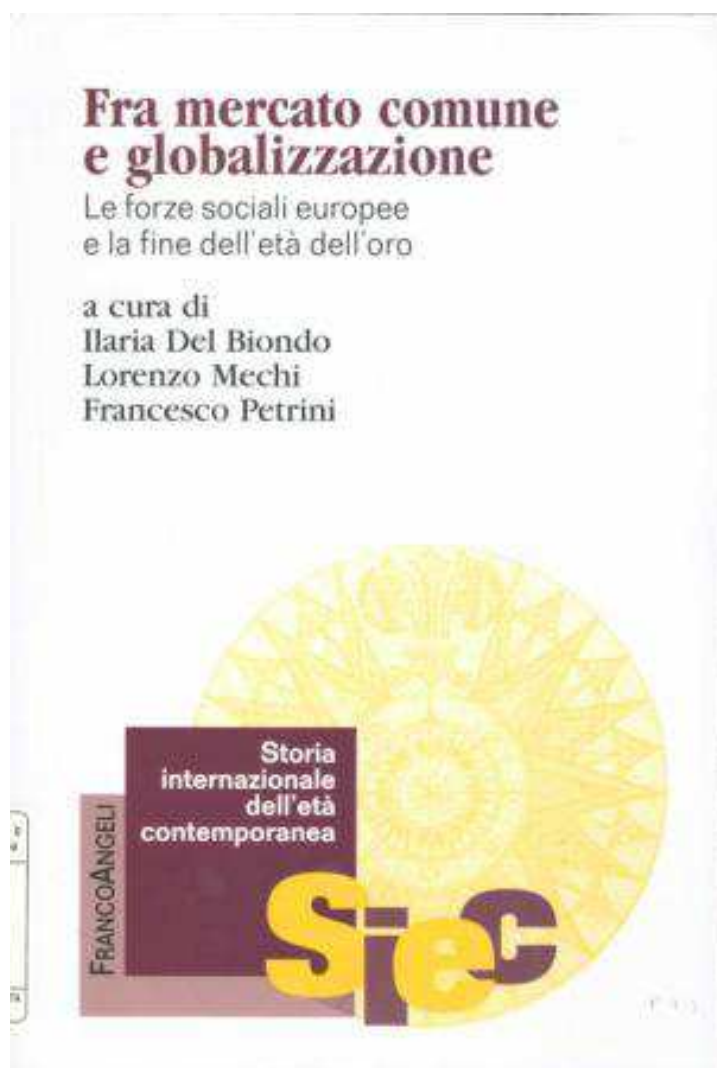 Fra mercato comune
e globalizzazione
Le forze sociali europee
e la fine dell'età dell'oro
a cura di
Ilaria Del Biondo
Lorenzo Mechi
Francesco Petrini
Storia
internazionale
dell'età
contemporanea
FRANCOANGELI
Siec